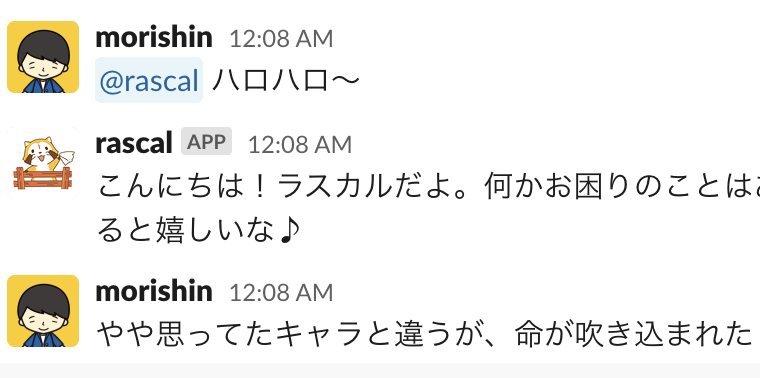 morishin 12:08 AM
@rascal ハロハロ〜
rascal APP 12:08 AM
こんにちは！ラスカルだよ。何かお困りのことは
ると嬉しいな♪
morishin 12:08 AM
やや思ってたキャラと違うが、命が吹き込まれた